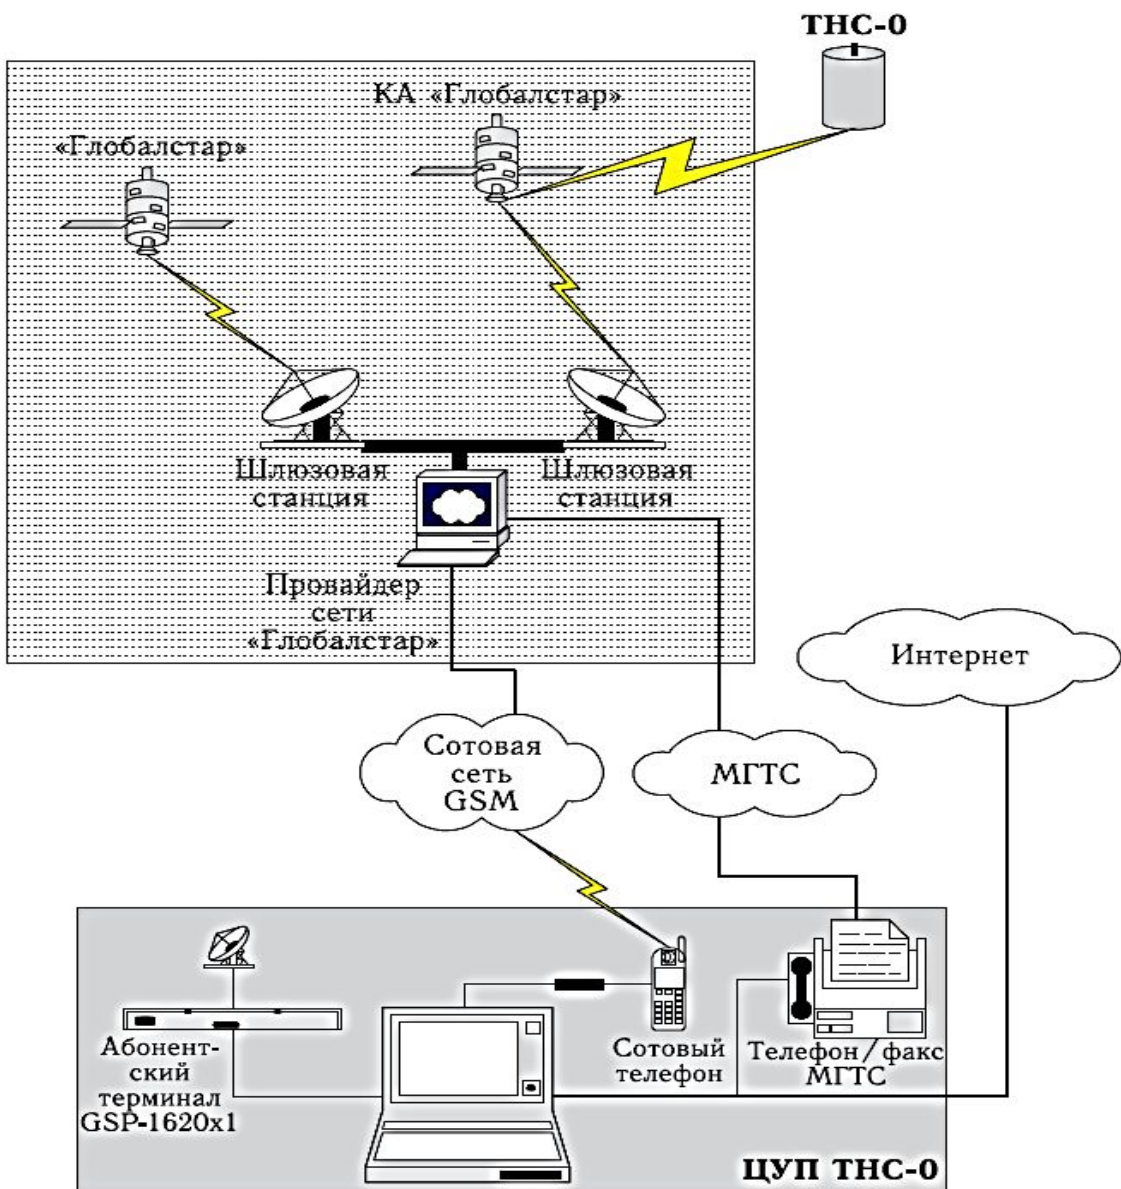 ТНС-0
КА «Глобалстар»
«Глобалстар»
Шлюзовая
станция
Шлюзовая
станция
Провайдер
сети
«Глобалстар»
Интернет
Сотовая
сеть
GSM
МГТС
Абонент-
ский
терминал
GSP-1620x1
Сотовый
телефон
Телефон/факс
МГТС
ЦУП ТНС-0